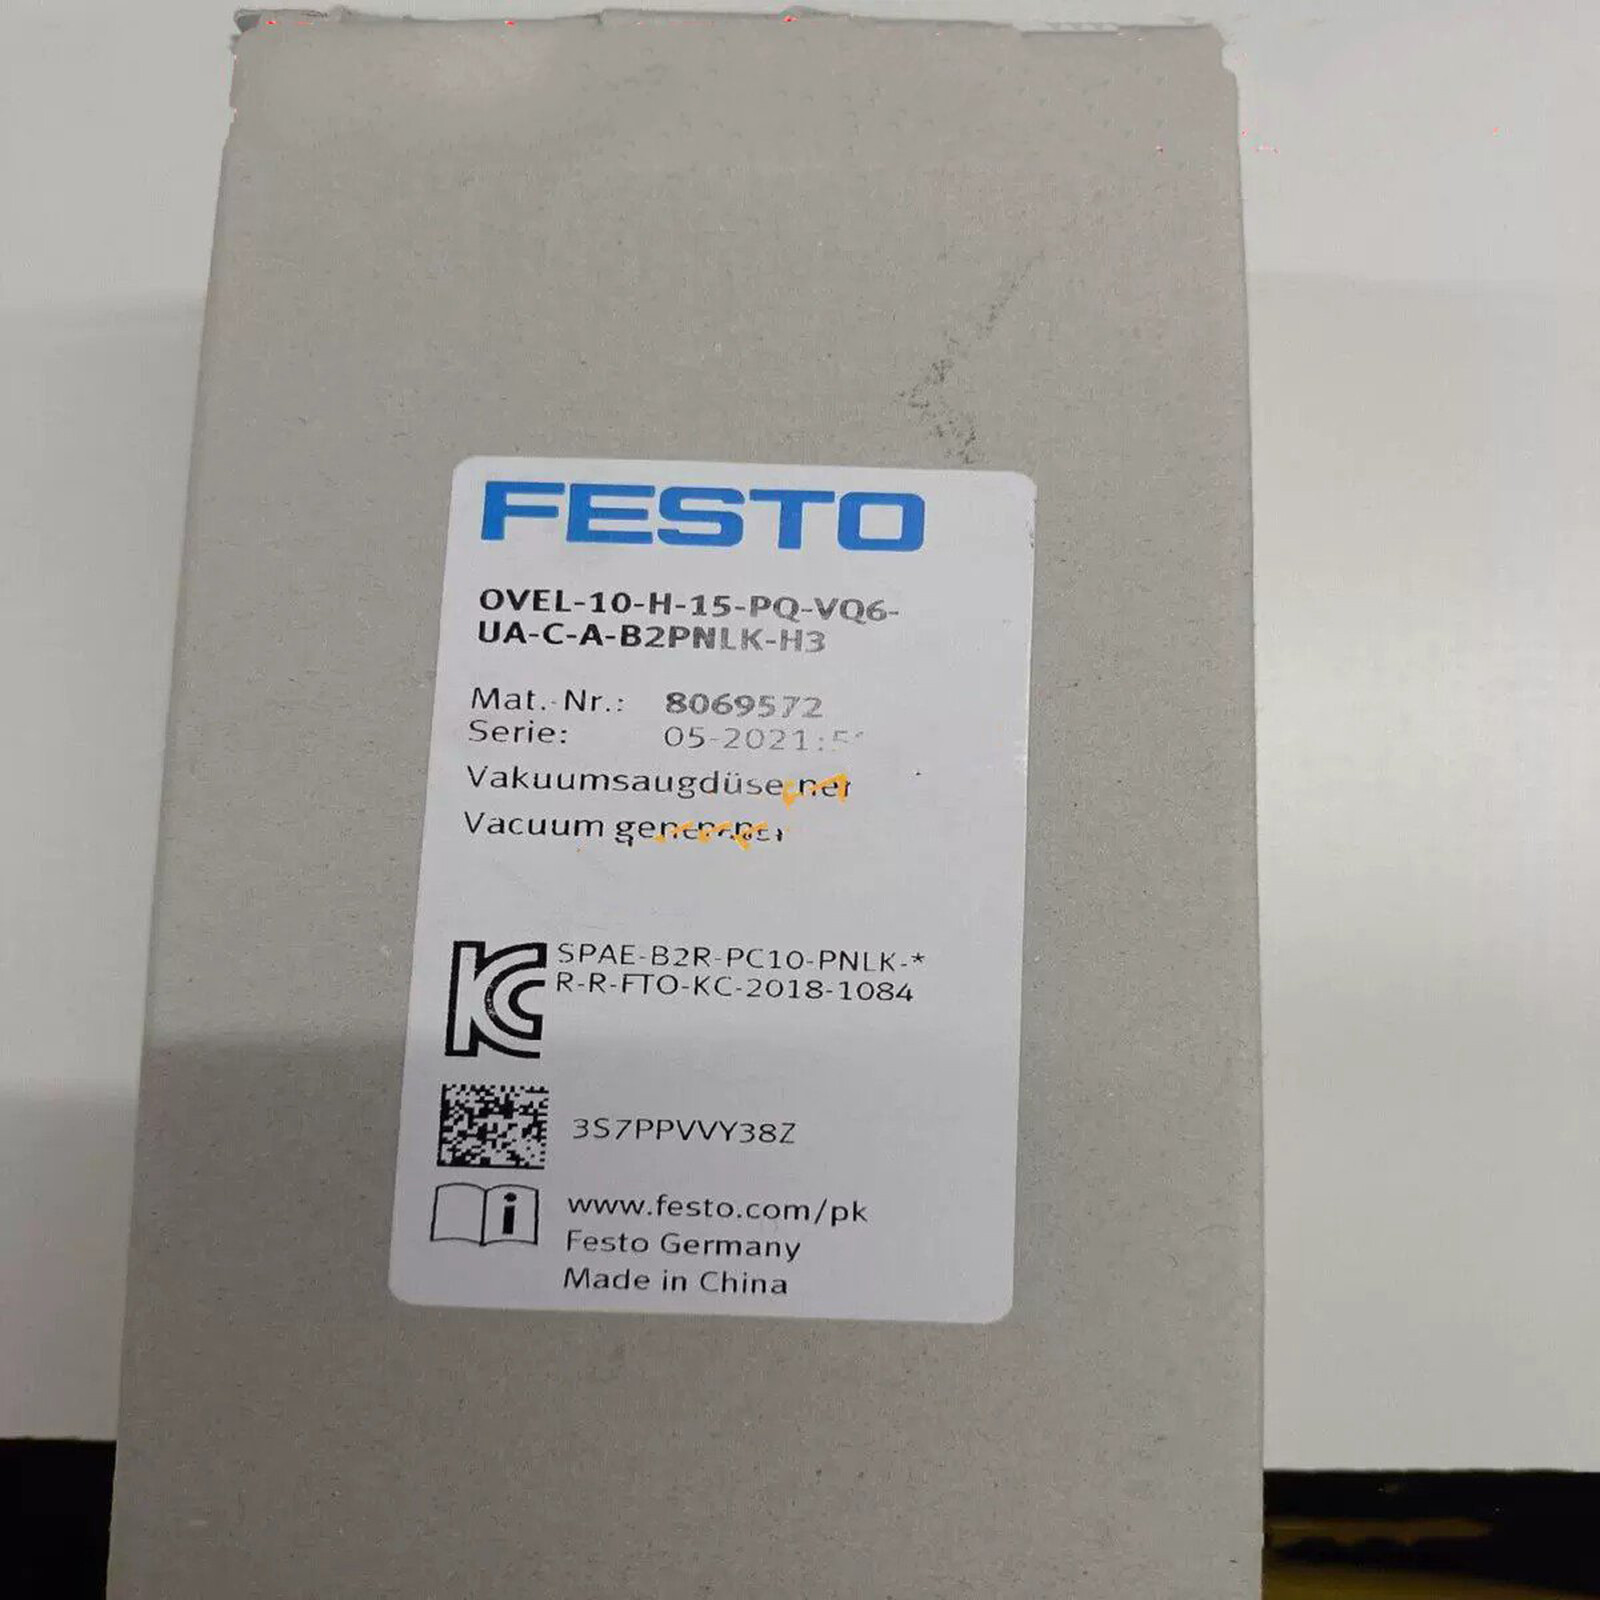 FESTO
OVEL-10-H-15-PQ-VQ6-
UA-C-A-B2PNLK-H3
Mat.-Nr.: 8069572
Serie: 05-2021:
Vakuumsaugdüse
Vacuum
KC
SPAE-B2R-PC10-PNLK-*
R-R-FTO-KC-2018-1084
3S7PPVVY38Z
i
www.festo.com/pk
Festo Germany
Made in China